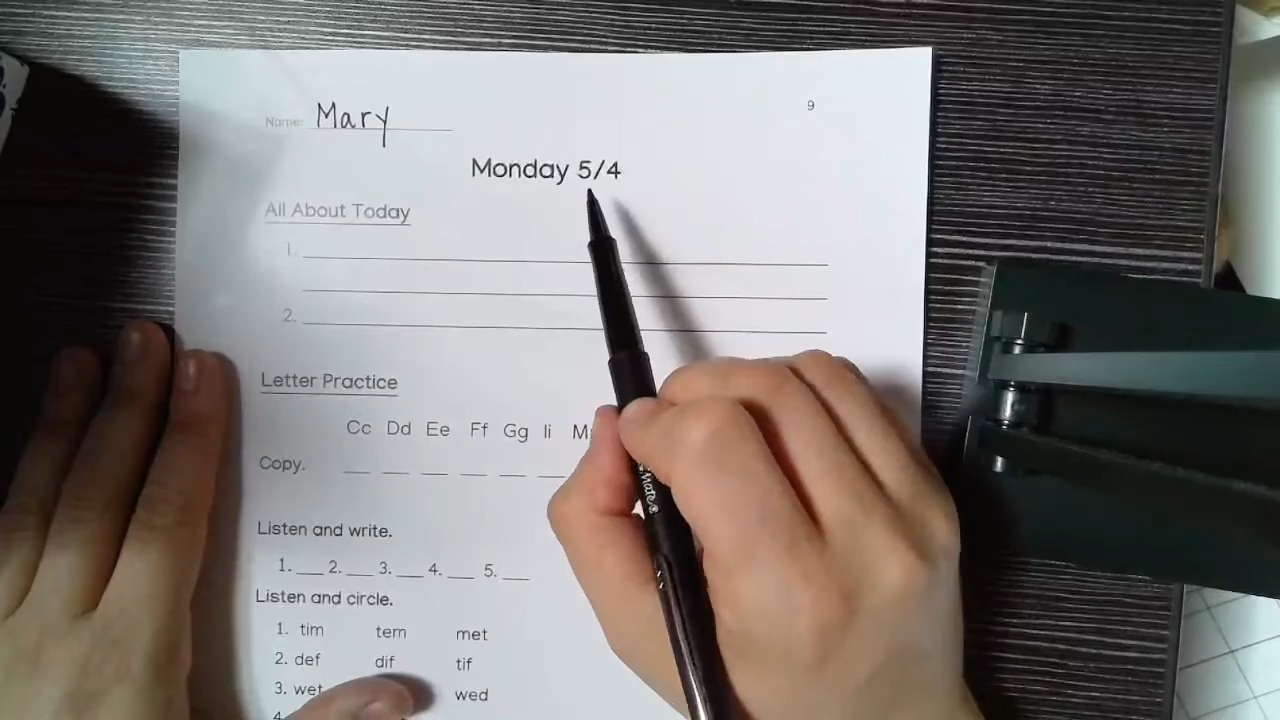 9
Name: Mary
Monday 5/4
All About Today
1.
2.
Letter Practice
Cc Dd Ee Ff Gg Ii
Copy.
Listen and write.
1. 2. 3. 4. 5.
Listen and circle.
1. tim tem met
2. def dif tif
3. wet wed